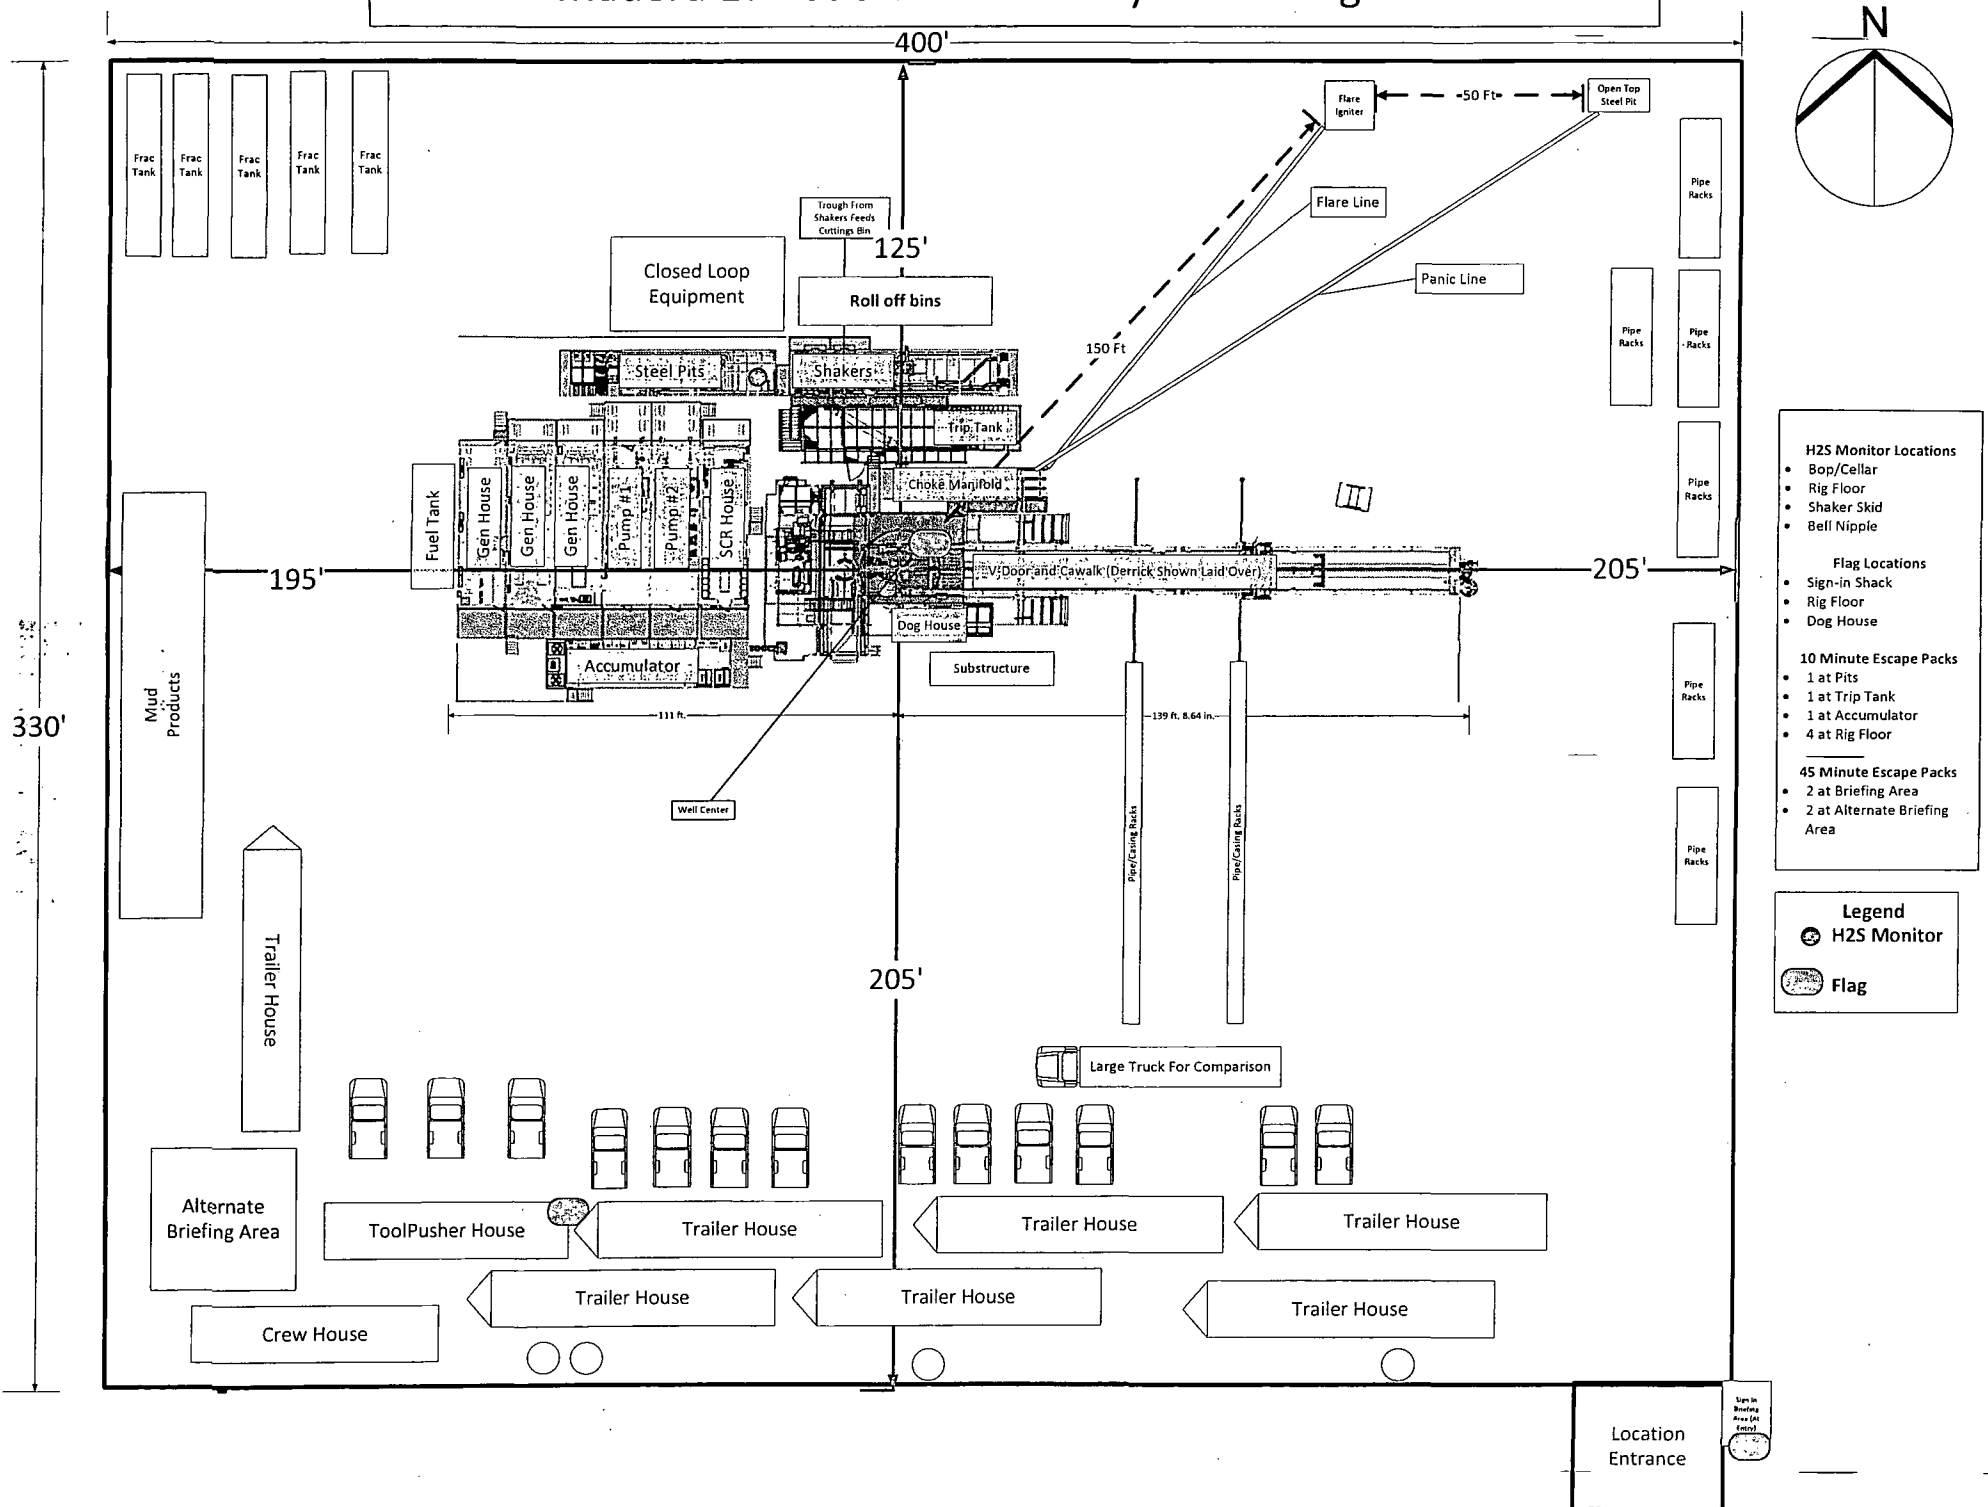 400'
N
Flare
Igniter
50 Ft
Open Top
Steel Pit
Frac
Tank
Frac
Tank
Frac
Tank
Frac
Tank
Frac
Tank
Pipe
Racks
Flare Line
Trough From
Shakers Feeds
Cuttings Bin
125'
Closed Loop
Equipment
Roll off bins
Panic Line
Pipe
Racks
Pipe
Racks
150 Ft
Steel Pits
Shakers
Trip Tank
Choke Manifold
Pipe
Racks
Fuel Tank
Gen House
Gen House
Gen House
Pump #1
Pump #2
SCR House
195'
V-Door and Cawalk (Derrick Shown Laid Over)
205'
Dog House
Accumulator
Substructure
Pipe
Racks
Mud
Products
330'
111 ft.
139 ft. 8.64 in.
Well Center
Pipe/Casing Racks
Pipe/Casing Racks
Pipe
Racks
H2S Monitor Locations
• Bop/Cellar
• Rig Floor
• Shaker Skid
• Bell Nipple
Flag Locations
• Sign-in Shack
• Rig Floor
• Dog House
10 Minute Escape Packs
• 1 at Pits
• 1 at Trip Tank
• 1 at Accumulator
• 4 at Rig Floor
45 Minute Escape Packs
• 2 at Briefing Area
• 2 at Alternate Briefing
Area
Legend
H2S Monitor
Flag
Trailer House
205'
Large Truck For Comparison
Alternate
Briefing Area
ToolPusher House
Trailer House
Trailer House
Trailer House
Trailer House
Trailer House
Trailer House
Crew House
Location
Entrance
Sign In
Briefing
Area (At
Entry)